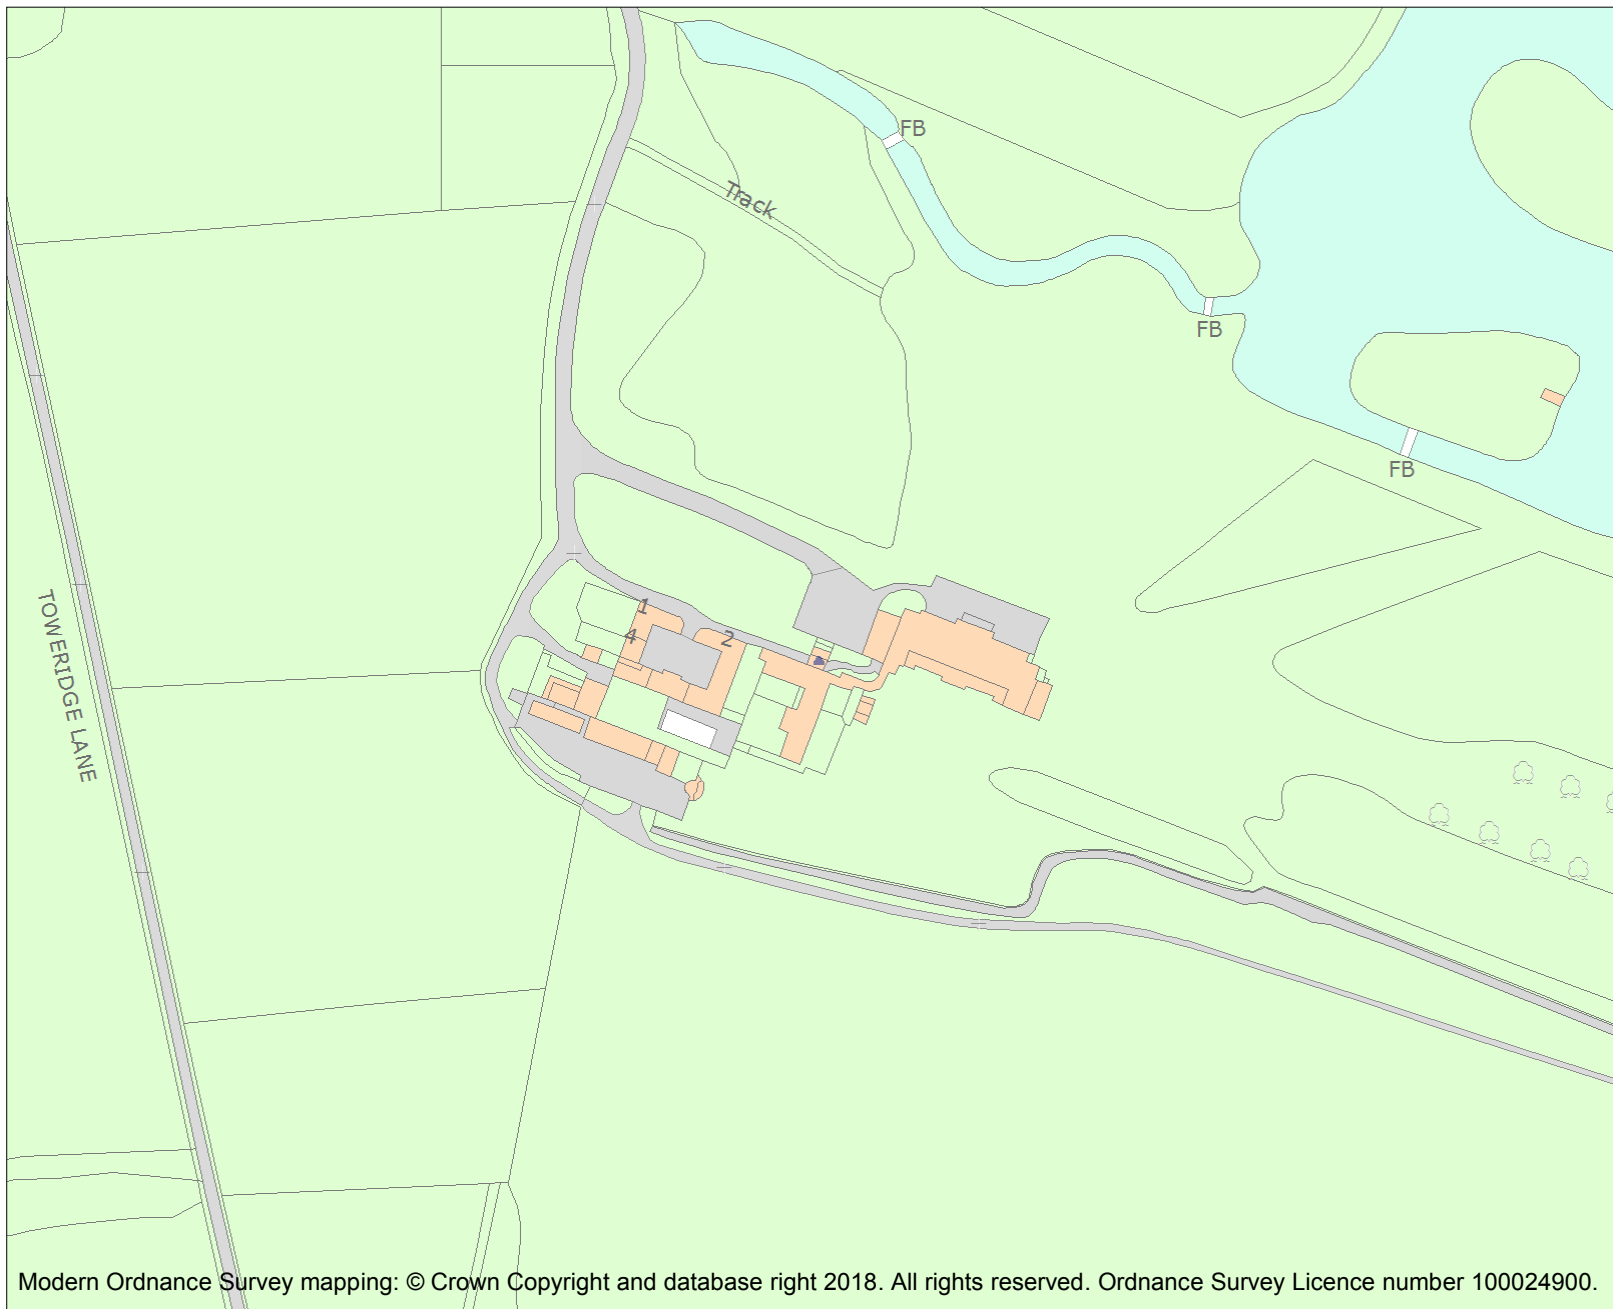 FB
Track
FB
FB
TOWERIDGE LANE
1
4
2
Modern Ordnance Survey mapping: © Crown Copyright and database right 2018. All rights reserved. Ordnance Survey Licence number 100024900.